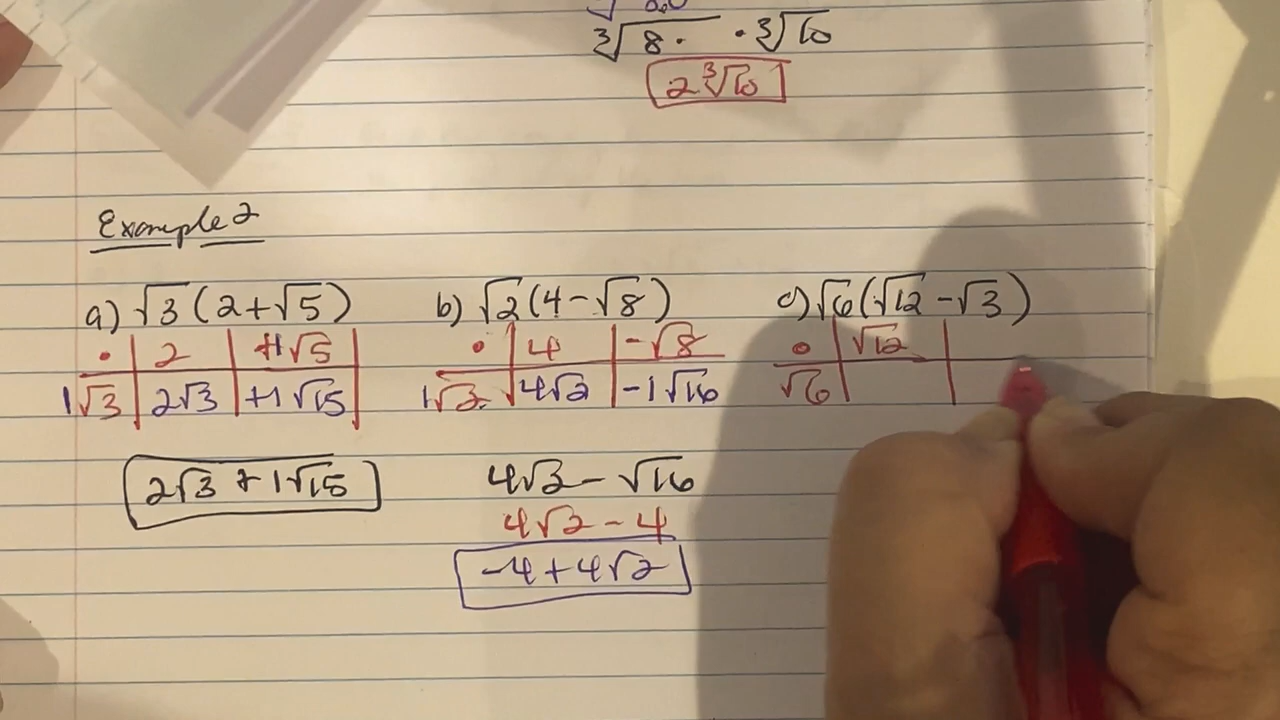 ∛8· · ∛10
2∛10
Example 2
a) √3(2+√5)
b) √2(4-√8)
c) √6(√12-√3)
· 2 +1√5
1√3 2√3 +1√15
· 4 -√8
1√2 4√2 -1√16
· √12
√6
2√3 + 1√15
4√2 - √16
4√2 - 4
-4+4√2